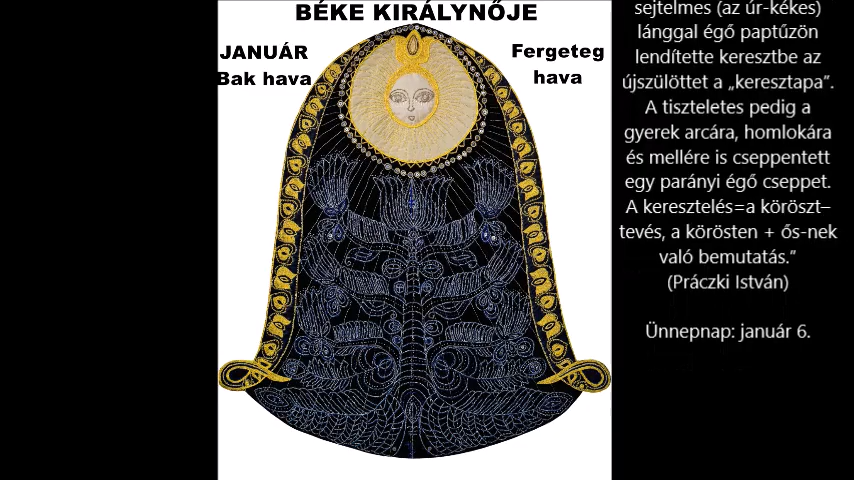 BÉKE KIRÁLYNŐJE
JANUÁR
Bak hava
Fergeteg
hava
sejtelmes (az úr-kékes)
lánggal égő paptűzön
lendítette keresztbe az
újszülöttet a „keresztapa”.
A tiszteletes pedig a
gyerek arcára, homlokára
és mellére is cseppentett
egy parányi égő cseppet.
A keresztelés=a köröszt–
tevés, a körösten + ős-nek
való bemutatás.”
(Práczki István)
Ünnepnap: január 6.